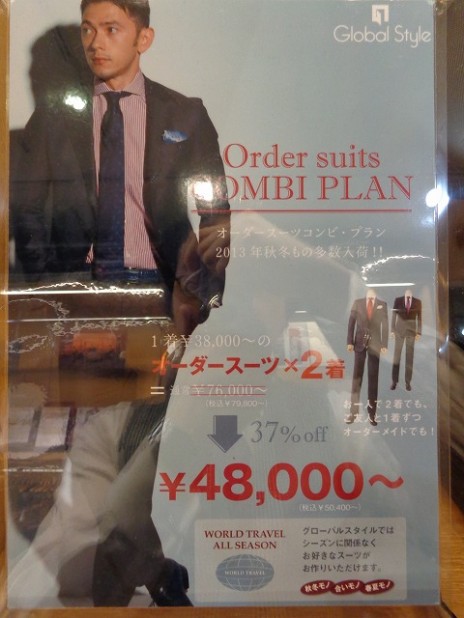 Global Style
Order suits
COMBI PLAN
オーダースーツコンビ・プラン
2013年秋冬もの多数入荷!!
1着¥38,000〜の
オーダースーツ×2着
=通常¥76,000〜
(税込¥79,800〜)
37%off
¥48,000〜
(税込¥50,400〜)
お一人で2着でも。
ご友人と1着ずつ
オーダーメイドでも!
WORLD TRAVEL
ALL SEASON
WORLD TRAVEL
グローバルスタイルでは
シーズンに関係なく
お好きなスーツが
お作りいただけます。
秋冬モノ 合いモノ 春夏モノ